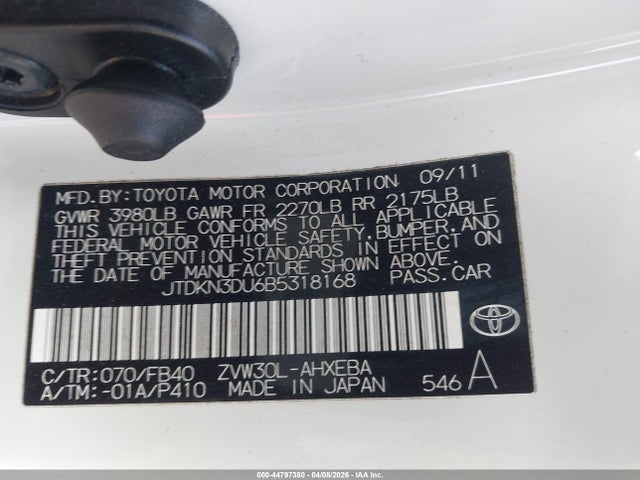 MFD.BY:TOYOTA MOTOR CORPORATION 09/11
GVWR 3980LB GAWR FR 2270LB RR 2175LB
THIS VEHICLE CONFORMS TO ALL APPLICABLE
FEDERAL MOTOR VEHICLE SAFETY,BUMPER,AND
THEFT PREVENTION STANDARDS IN EFFECT ON
THE DATE OF MANUFACTURE SHOWN ABOVE.
JTDKN3DU6B5318168 PASS.CAR
C/TR:070/FB40 ZVW30L-AHXEBA
A/TM:-01A/P410 MADE IN JAPAN 546 A
TOYOTA
000-44797380 - 04/08/2026 - IAAI Inc.